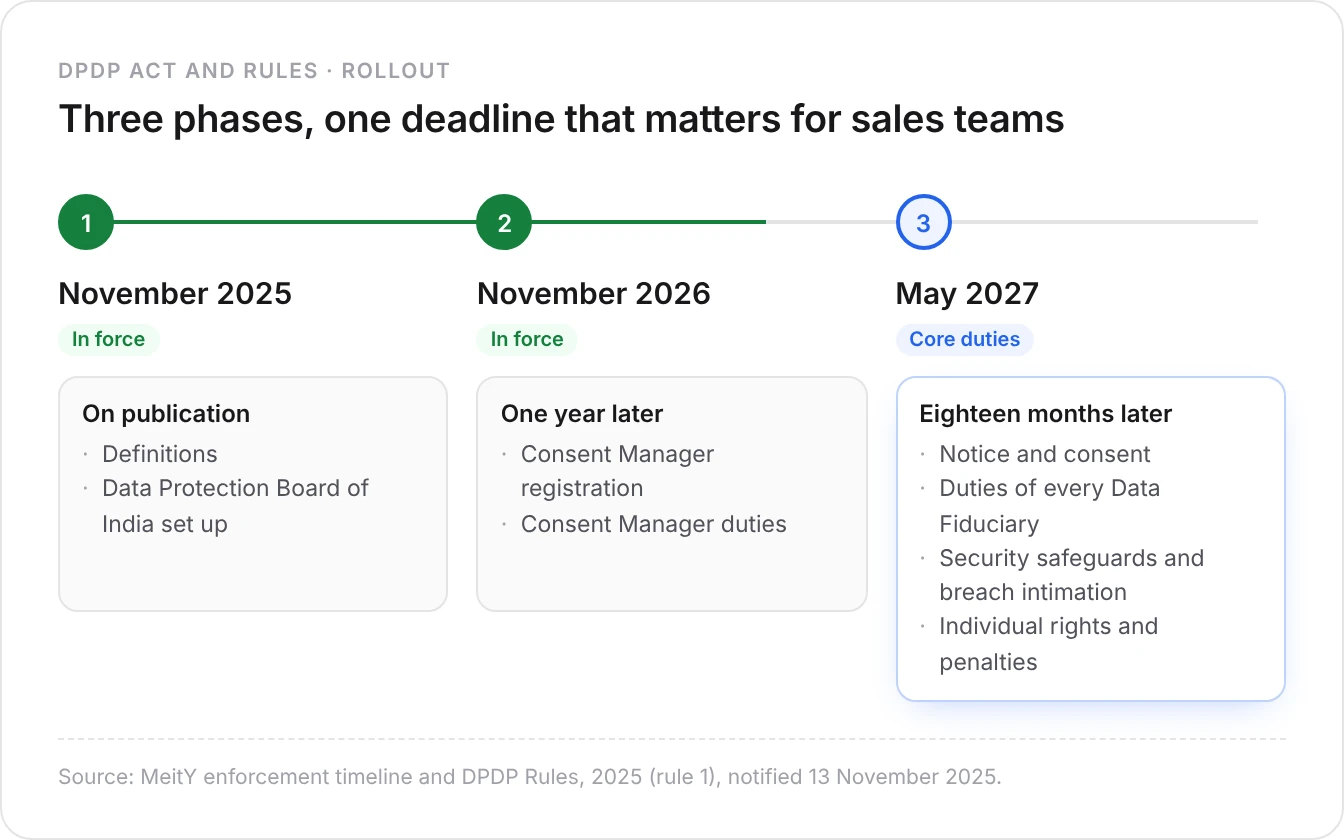 DPDP ACT AND RULES · ROLLOUT
Three phases, one deadline that matters for sales teams
1
2
3
November 2025
In force
On publication
· Definitions
· Data Protection Board of
India set up
November 2026
In force
One year later
· Consent Manager
registration
· Consent Manager duties
May 2027
Core duties
Eighteen months later
· Notice and consent
· Duties of every Data
Fiduciary
· Security safeguards and
breach intimation
· Individual rights and
penalties
Source: MeitY enforcement timeline and DPDP Rules, 2025 (rule 1), notified 13 November 2025.